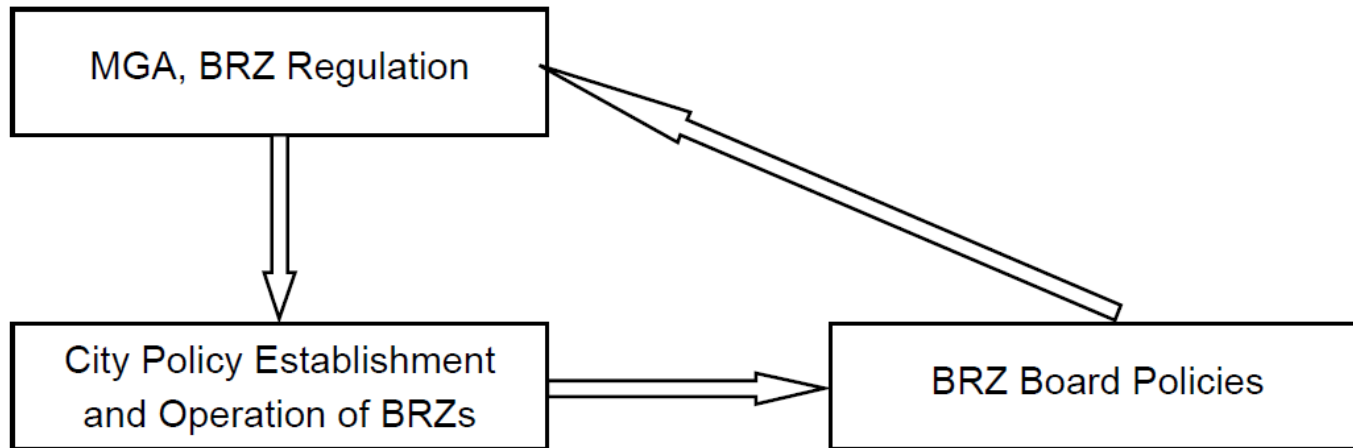 MGA, BRZ Regulation
City Policy Establishment
and Operation of BRZs
BRZ Board Policies